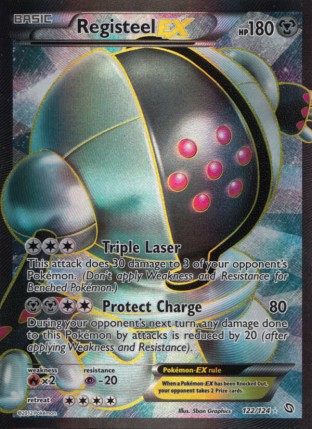 BASIC
Registeel EX HP180
Triple Laser
This attack does 30 damage to 3 of your opponent's
Pokémon. (Don't apply Weakness and Resistance for
Benched Pokémon.)
Protect Charge 80
During your opponent's next turn, any damage done
to this Pokémon by attacks is reduced by 20 (after
applying Weakness and Resistance).
weakness resistance
×2 -20
retreat
Pokémon-EX rule
When a Pokémon-EX has been Knocked Out,
your opponent takes 2 Prize cards.
Illus. 5ban Graphics 122/124